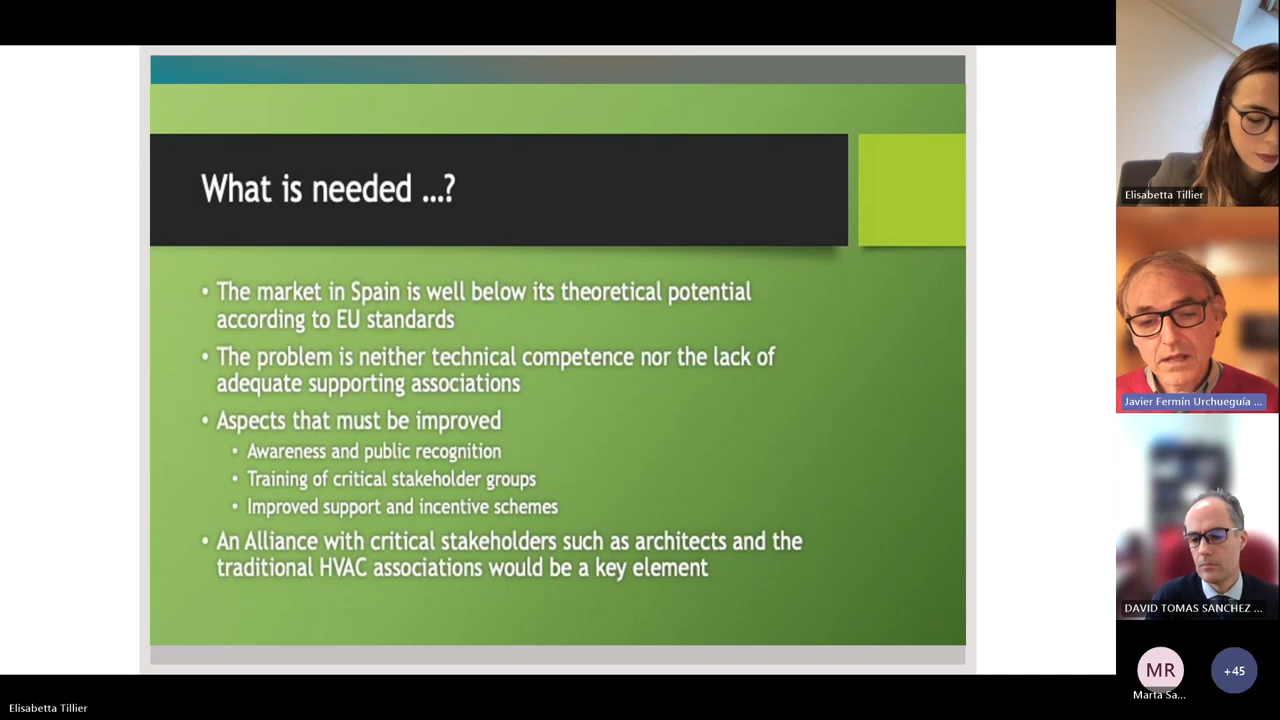 What is needed ...?
• The market in Spain is well below its theoretical potential
according to EU standards
• The problem is neither technical competence nor the lack of
adequate supporting associations
• Aspects that must be improved
• Awareness and public recognition
• Training of critical stakeholder groups
• Improved support and incentive schemes
• An Alliance with critical stakeholders such as architects and the
traditional HVAC associations would be a key element
Elisabetta Tillier
Javier Fermín Urchueguía ...
DAVID TOMAS SANCHEZ ...
MR
Marta Sa...
+45
Elisabetta Tillier